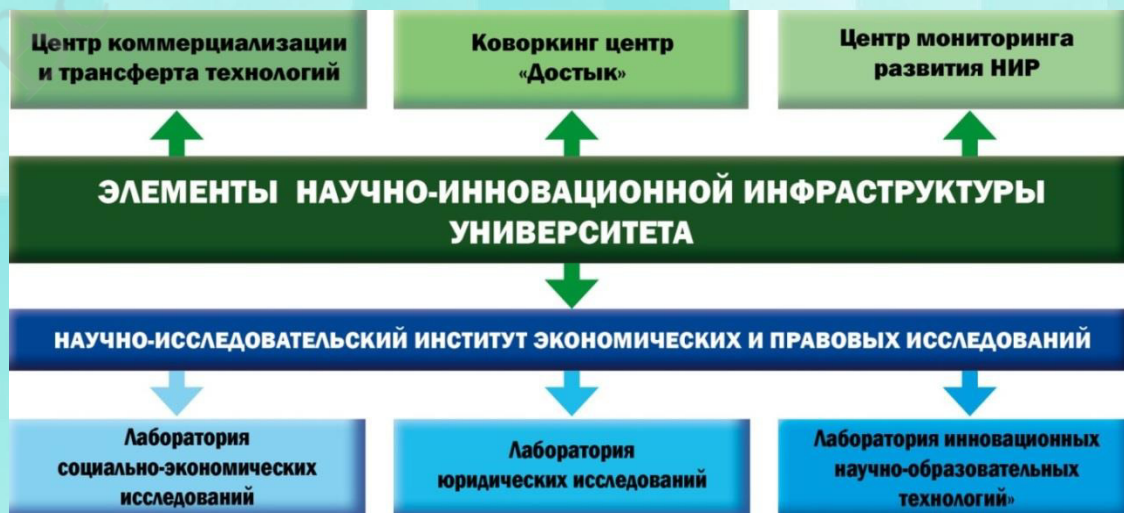 Центр коммерциализации
и трансферта технологий
Коворкинг центр
«Достык»
Центр мониторинга
развития НИР
ЭЛЕМЕНТЫ НАУЧНО-ИННОВАЦИОННОЙ ИНФРАСТРУКТУРЫ
УНИВЕРСИТЕТА
НАУЧНО-ИССЛЕДОВАТЕЛЬСКИЙ ИНСТИТУТ ЭКОНОМИЧЕСКИХ И ПРАВОВЫХ ИССЛЕДОВАНИЙ
Лаборатория
социально-экономических
исследований
Лаборатория
юридических исследований
Лаборатория инновационных
научно-образовательных
технологий»